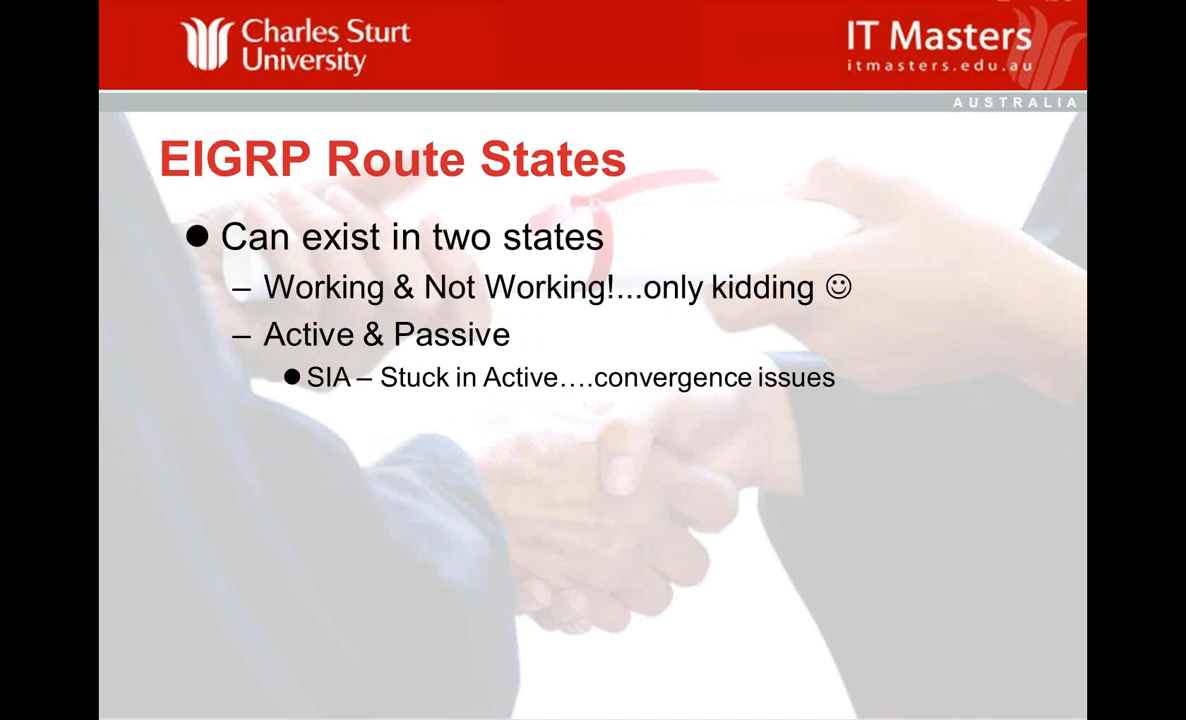 Charles Sturt
University
IT Masters
itmasters.edu.au
AUSTRALIA
EIGRP Route States
● Can exist in two states
– Working & Not Working!...only kidding ☺
– Active & Passive
● SIA – Stuck in Active….convergence issues